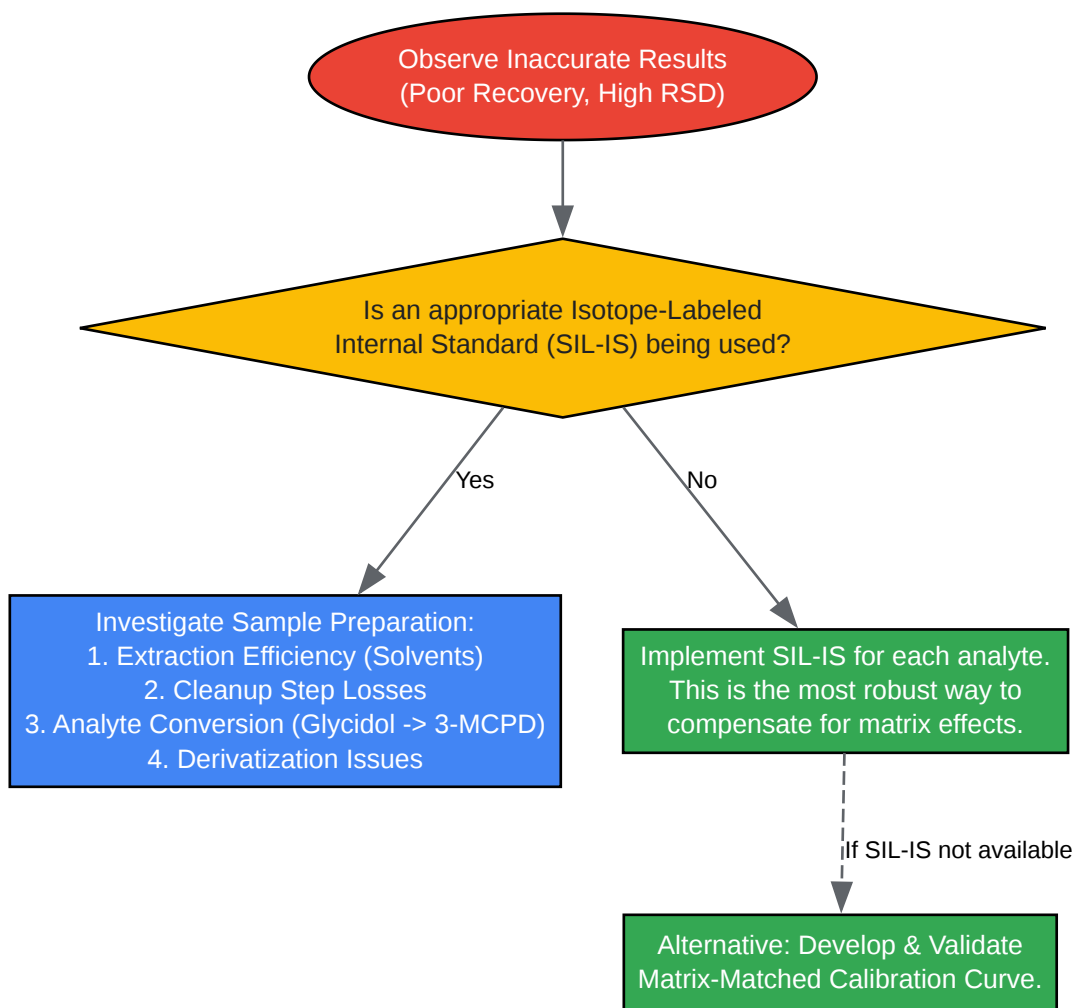 Observe Inaccurate Results
(Poor Recovery, High RSD)
Is an appropriate Isotope-Labeled
Internal Standard (SIL-IS) being used?
Yes
No
Investigate Sample Preparation:
1. Extraction Efficiency (Solvents)
2. Cleanup Step Losses
3. Analyte Conversion (Glycidol -> 3-MCPD)
4. Derivatization Issues
Implement SIL-IS for each analyte.
This is the most robust way to
compensate for matrix effects.
If SIL-IS not available
Alternative: Develop & Validate
Matrix-Matched Calibration Curve.